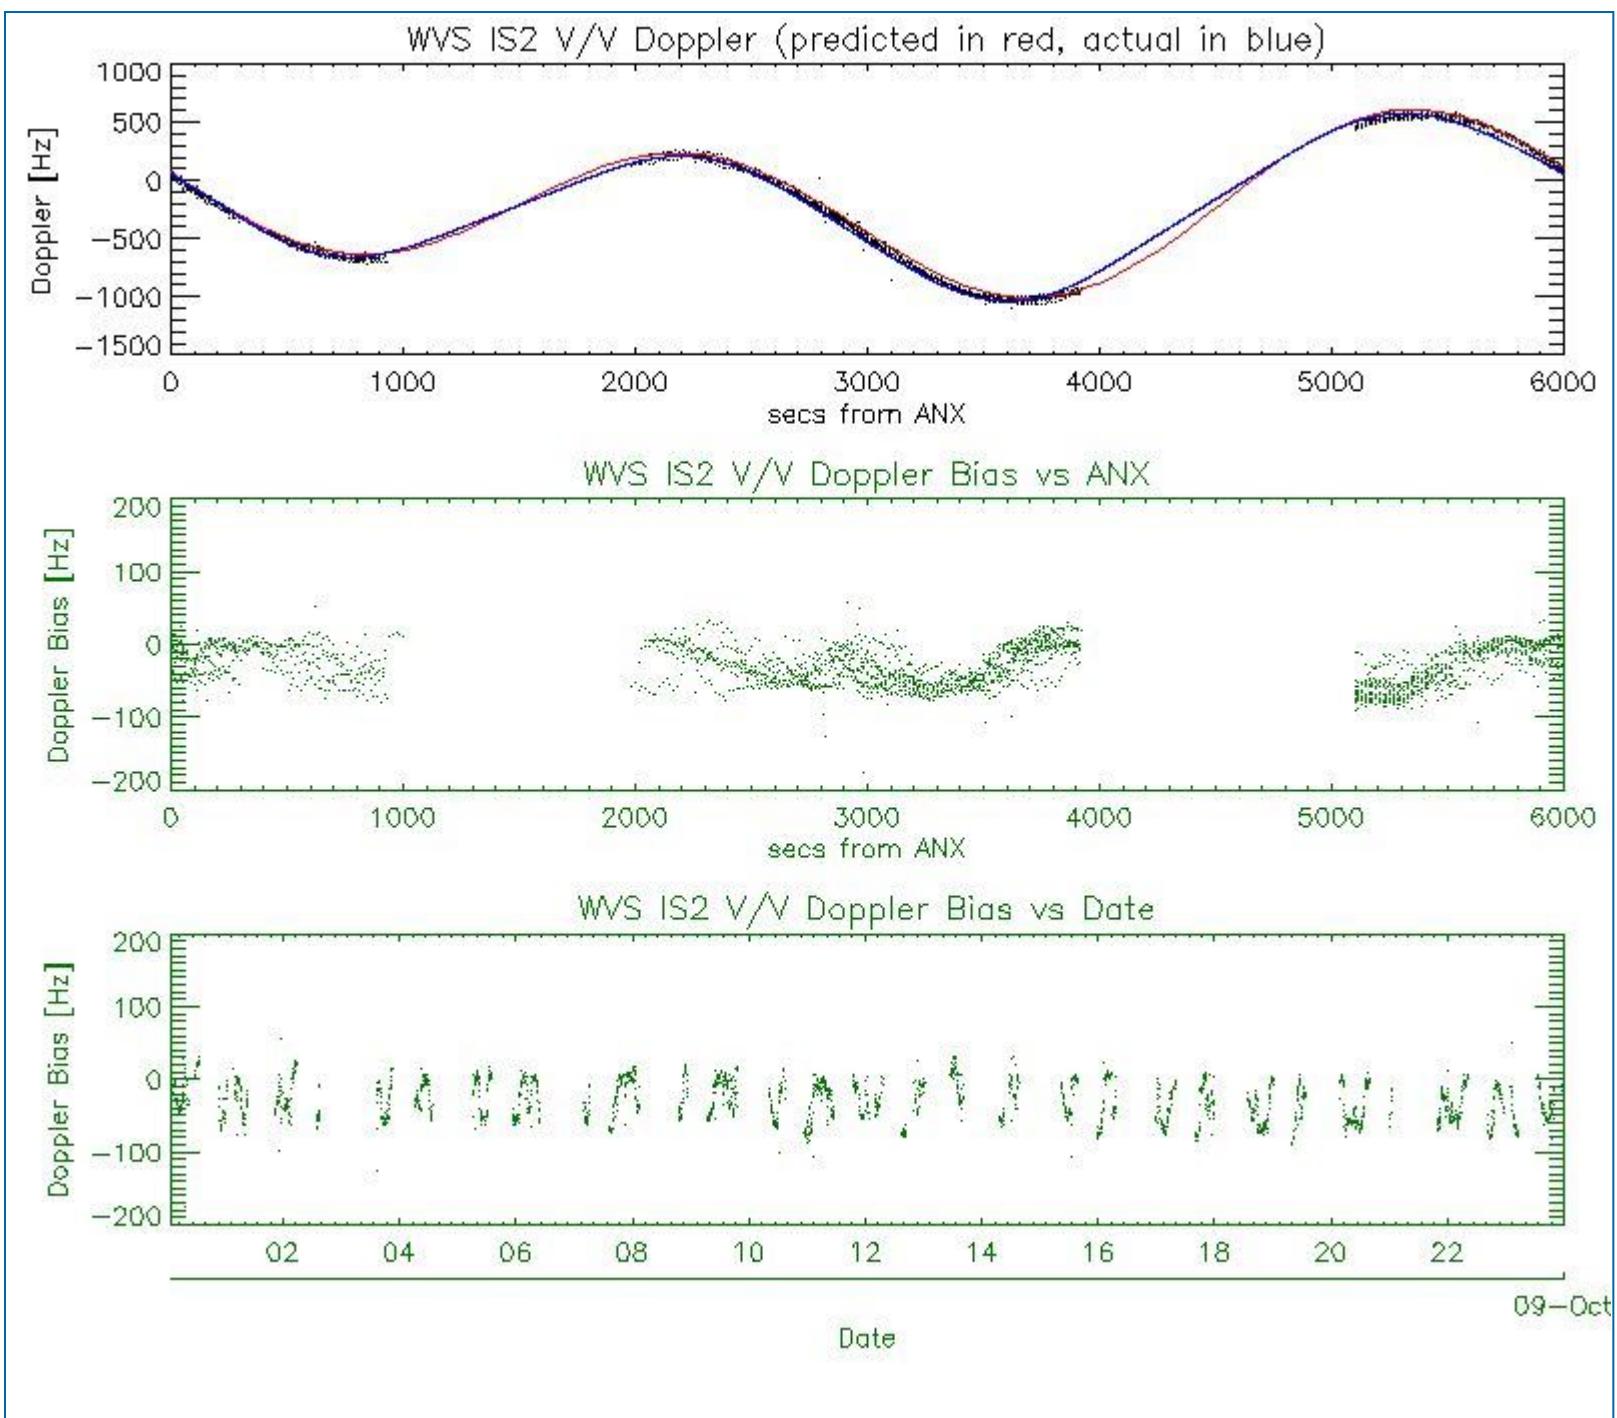 WVS IS2 V/V Doppler (predicted in red, actual in blue)
1000
500
0
-500
-1000
-1500
Doppler [Hz]
0 1000 2000 3000 4000 5000 6000
secs from ANX
WVS IS2 V/V Doppler Bias vs ANX
200
100
0
-100
-200
Doppler Bias [Hz]
0 1000 2000 3000 4000 5000 6000
secs from ANX
WVS IS2 V/V Doppler Bias vs Date
200
100
0
-100
-200
Doppler Bias [Hz]
02 04 06 08 10 12 14 16 18 20 22
09-Oct
Date